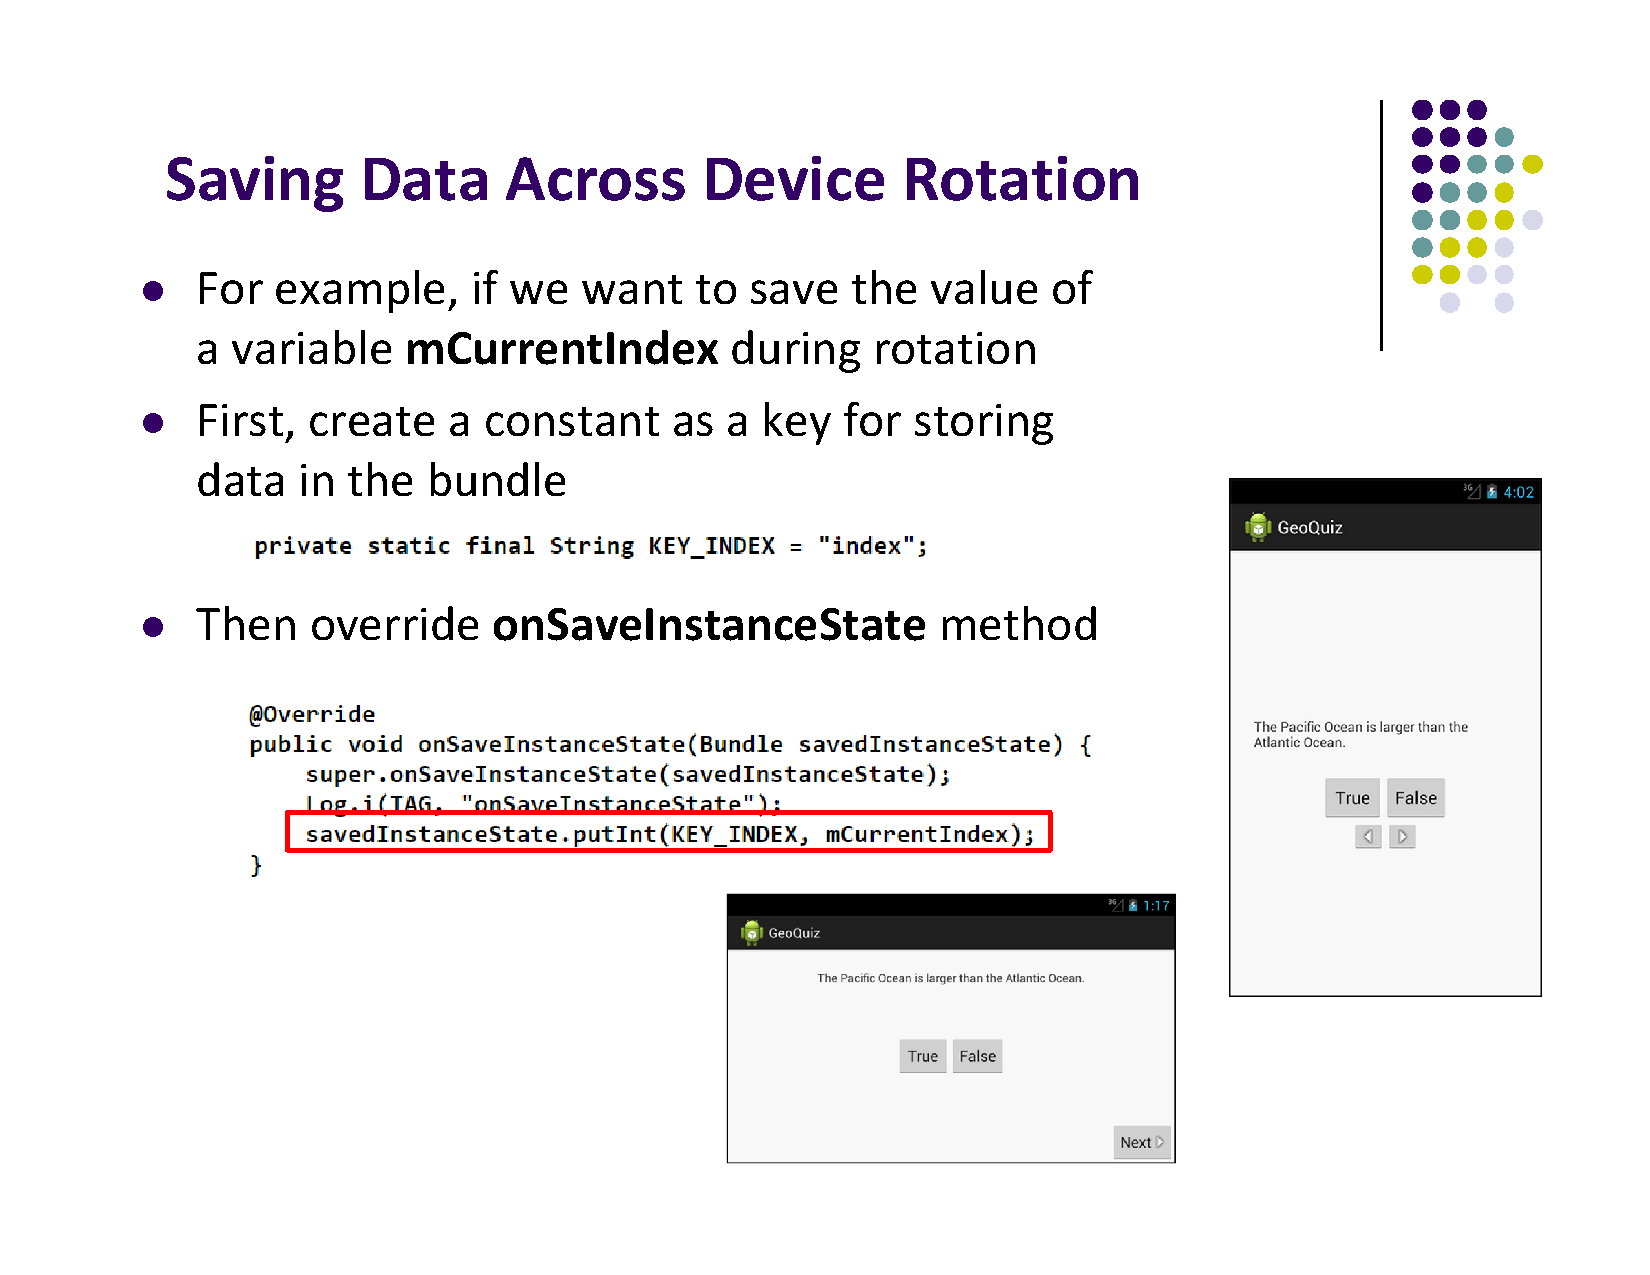 Saving Data Across Device Rotation
For example, if we want to save the value of
a variable mCurrentIndex during rotation
First, create a constant as a key for storing
data in the bundle
private static final String KEY_INDEX = "index";
Then override onSaveInstanceState method
@Override
public void onSaveInstanceState(Bundle savedInstanceState) {
super.onSaveInstanceState(savedInstanceState);
Log.i(TAG, "onSaveInstanceState");
savedInstanceState.putInt(KEY_INDEX, mCurrentIndex);
}
3G 4:02
GeoQuiz
The Pacific Ocean is larger than the
Atlantic Ocean.
True False
3G 1:17
GeoQuiz
The Pacific Ocean is larger than the Atlantic Ocean.
True False
Next